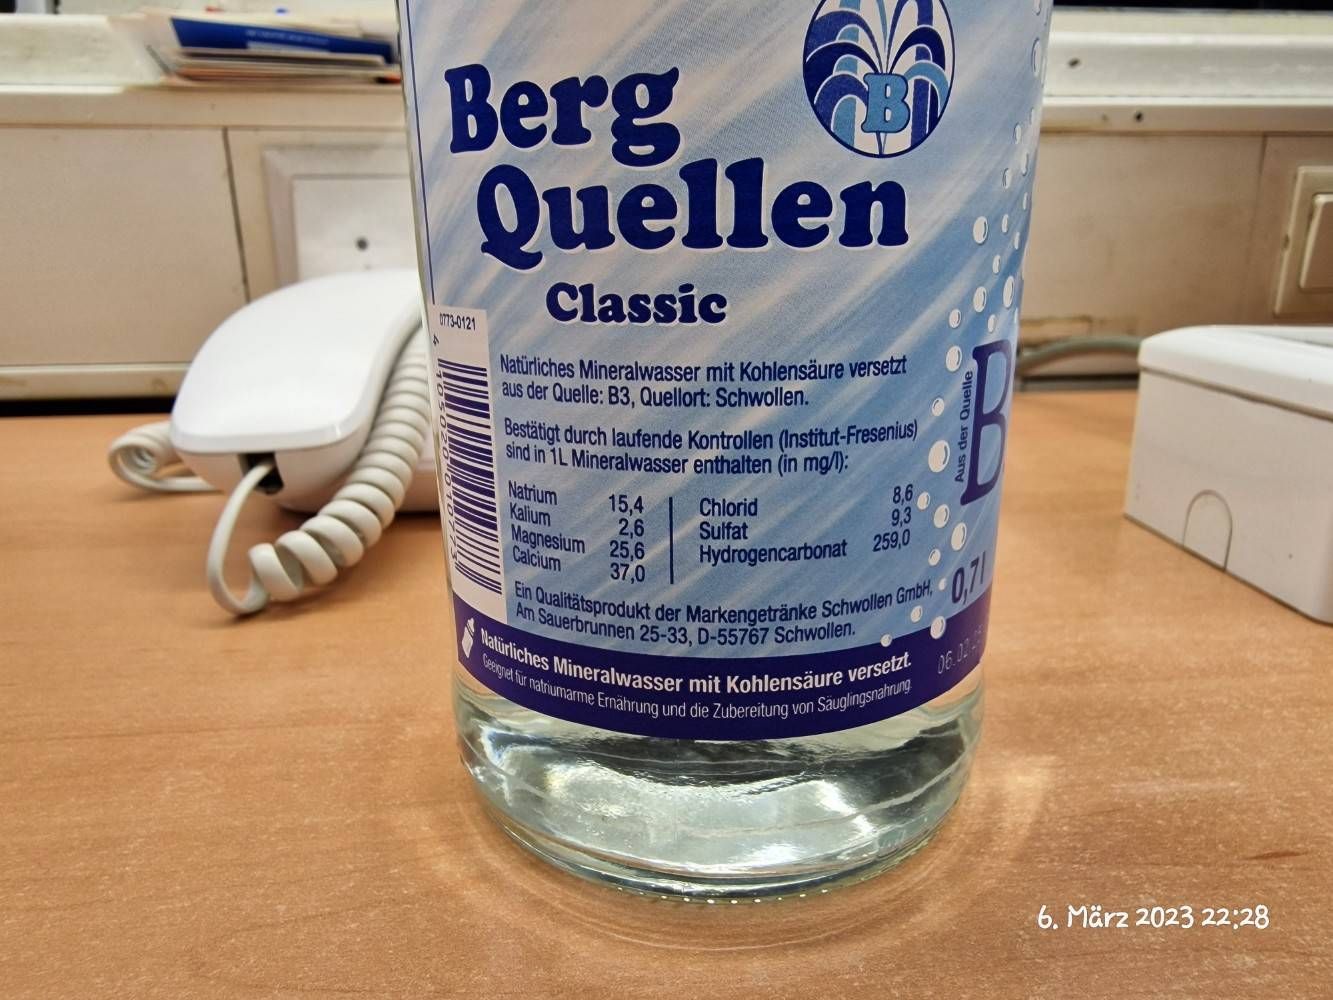 B
Berg
Quellen
Classic
0773-0121
Natürliches Mineralwasser mit Kohlensäure versetzt
aus der Quelle: B3, Quellort: Schwollen.
Bestätigt durch laufende Kontrollen (Institut-Fresenius)
sind in 1L Mineralwasser enthalten (in mg/l):
Natrium 15,4
Kalium 2,6
Magnesium 25,6
Calcium 37,0
Chlorid 8,6
Sulfat 9,3
Hydrogencarbonat 259,0
Ein Qualitätsprodukt der Markengetränke Schwollen GmbH,
Am Sauerbrunnen 25-33, D-55767 Schwollen.
Natürliches Mineralwasser mit Kohlensäure versetzt.
Geeignet für natriumarme Ernährung und die Zubereitung von Säuglingsnahrung.
Aus der Quelle
B
0,7l
6. März 2023 22:28